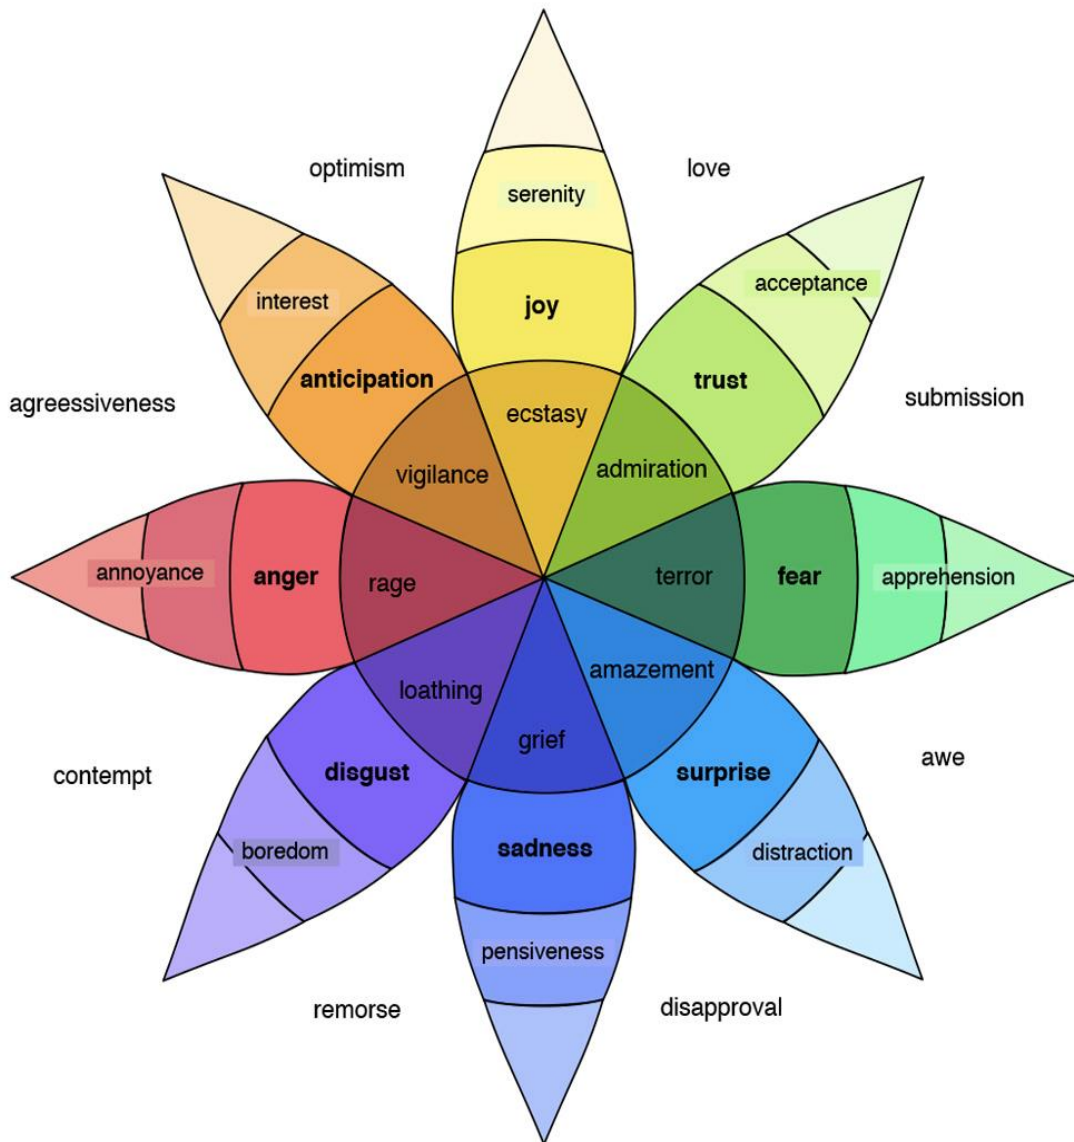 optimism
love
serenity
acceptance
interest
joy
anticipation
trust
agreessiveness
submission
ecstasy
vigilance
admiration
annoyance
anger
rage
terror
fear
apprehension
loathing
amazement
grief
contempt
disgust
surprise
awe
boredom
sadness
distraction
pensiveness
remorse
disapproval